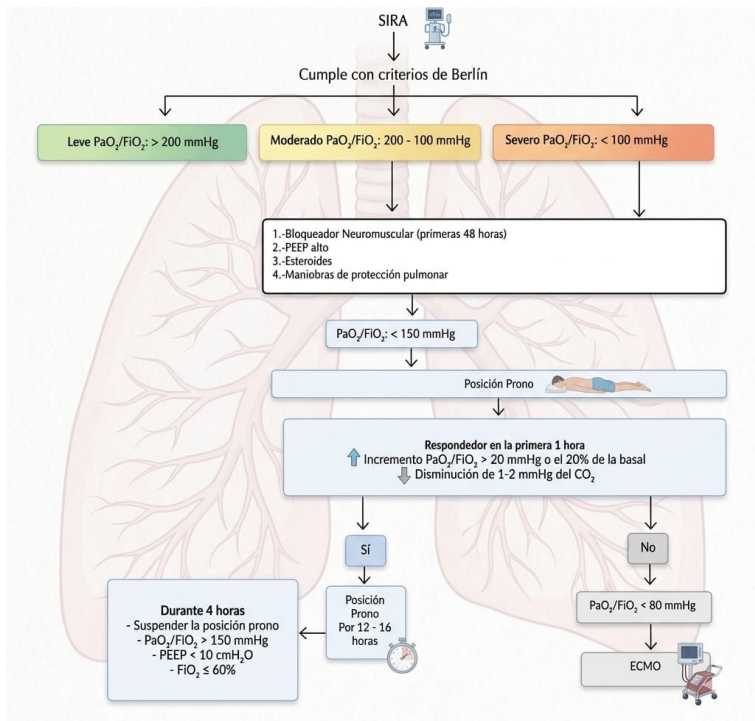 SIRA
Cumple con criterios de Berlín
Leve PaO₂/FiO₂: > 200 mmHg
Moderado PaO₂/FiO₂: 200 - 100 mmHg
Severo PaO₂/FiO₂: < 100 mmHg
1.-Bloqueador Neuromuscular (primeras 48 horas)
2.-PEEP alto
3.-Esteroides
4.-Maniobras de protección pulmonar
PaO₂/FiO₂: < 150 mmHg
Posición Prono
Respondedor en la primera 1 hora
Incremento PaO₂/FiO₂ > 20 mmHg o el 20% de la basal
Disminución de 1-2 mmHg del CO₂
Sí
No
Posición
Prono
Por 12 - 16
horas
Durante 4 horas
- Suspender la posición prono
- PaO₂/FiO₂ > 150 mmHg
- PEEP < 10 cmH₂O
- FiO₂ ≤ 60%
PaO₂/FiO₂ < 80 mmHg
ECMO